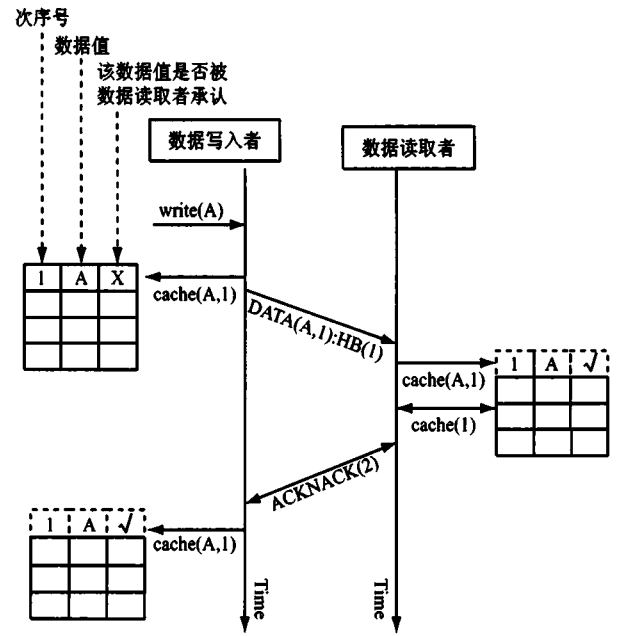 次序号
数据值
该数据值是否被
数据读取者承认
数据写入者
数据读取者
write(A)
1 A X
cache(A,1)
DATA(A,1):HB(1)
1 A √
cache(A,1)
cache(1)
ACKNACK(2)
1 A √
cache(A,1)
Time
Time